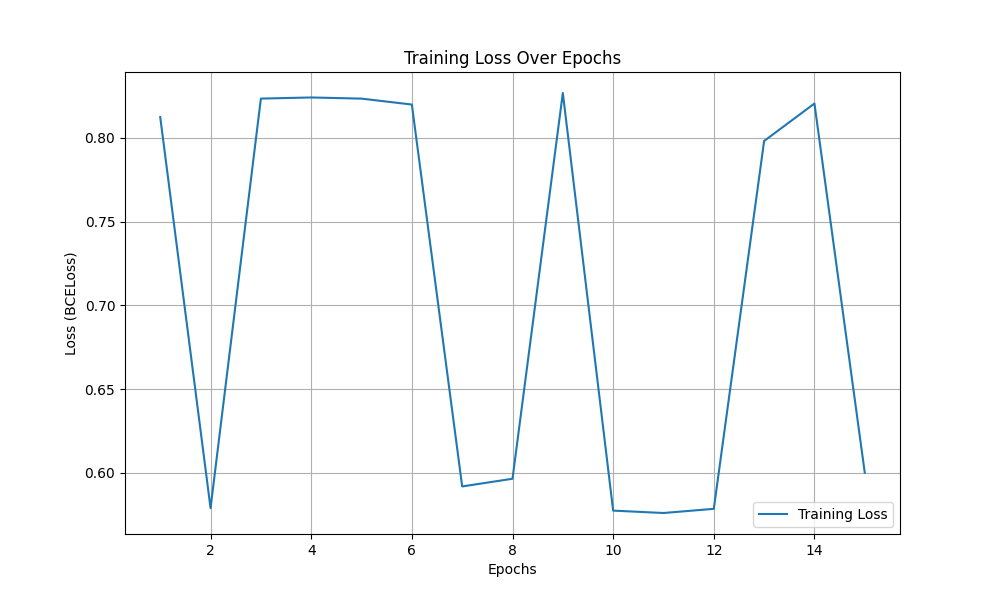 Training Loss Over Epochs
0.80
0.75
0.70
0.65
0.60
Loss (BCELoss)
Training Loss
2 4 6 8 10 12 14
Epochs